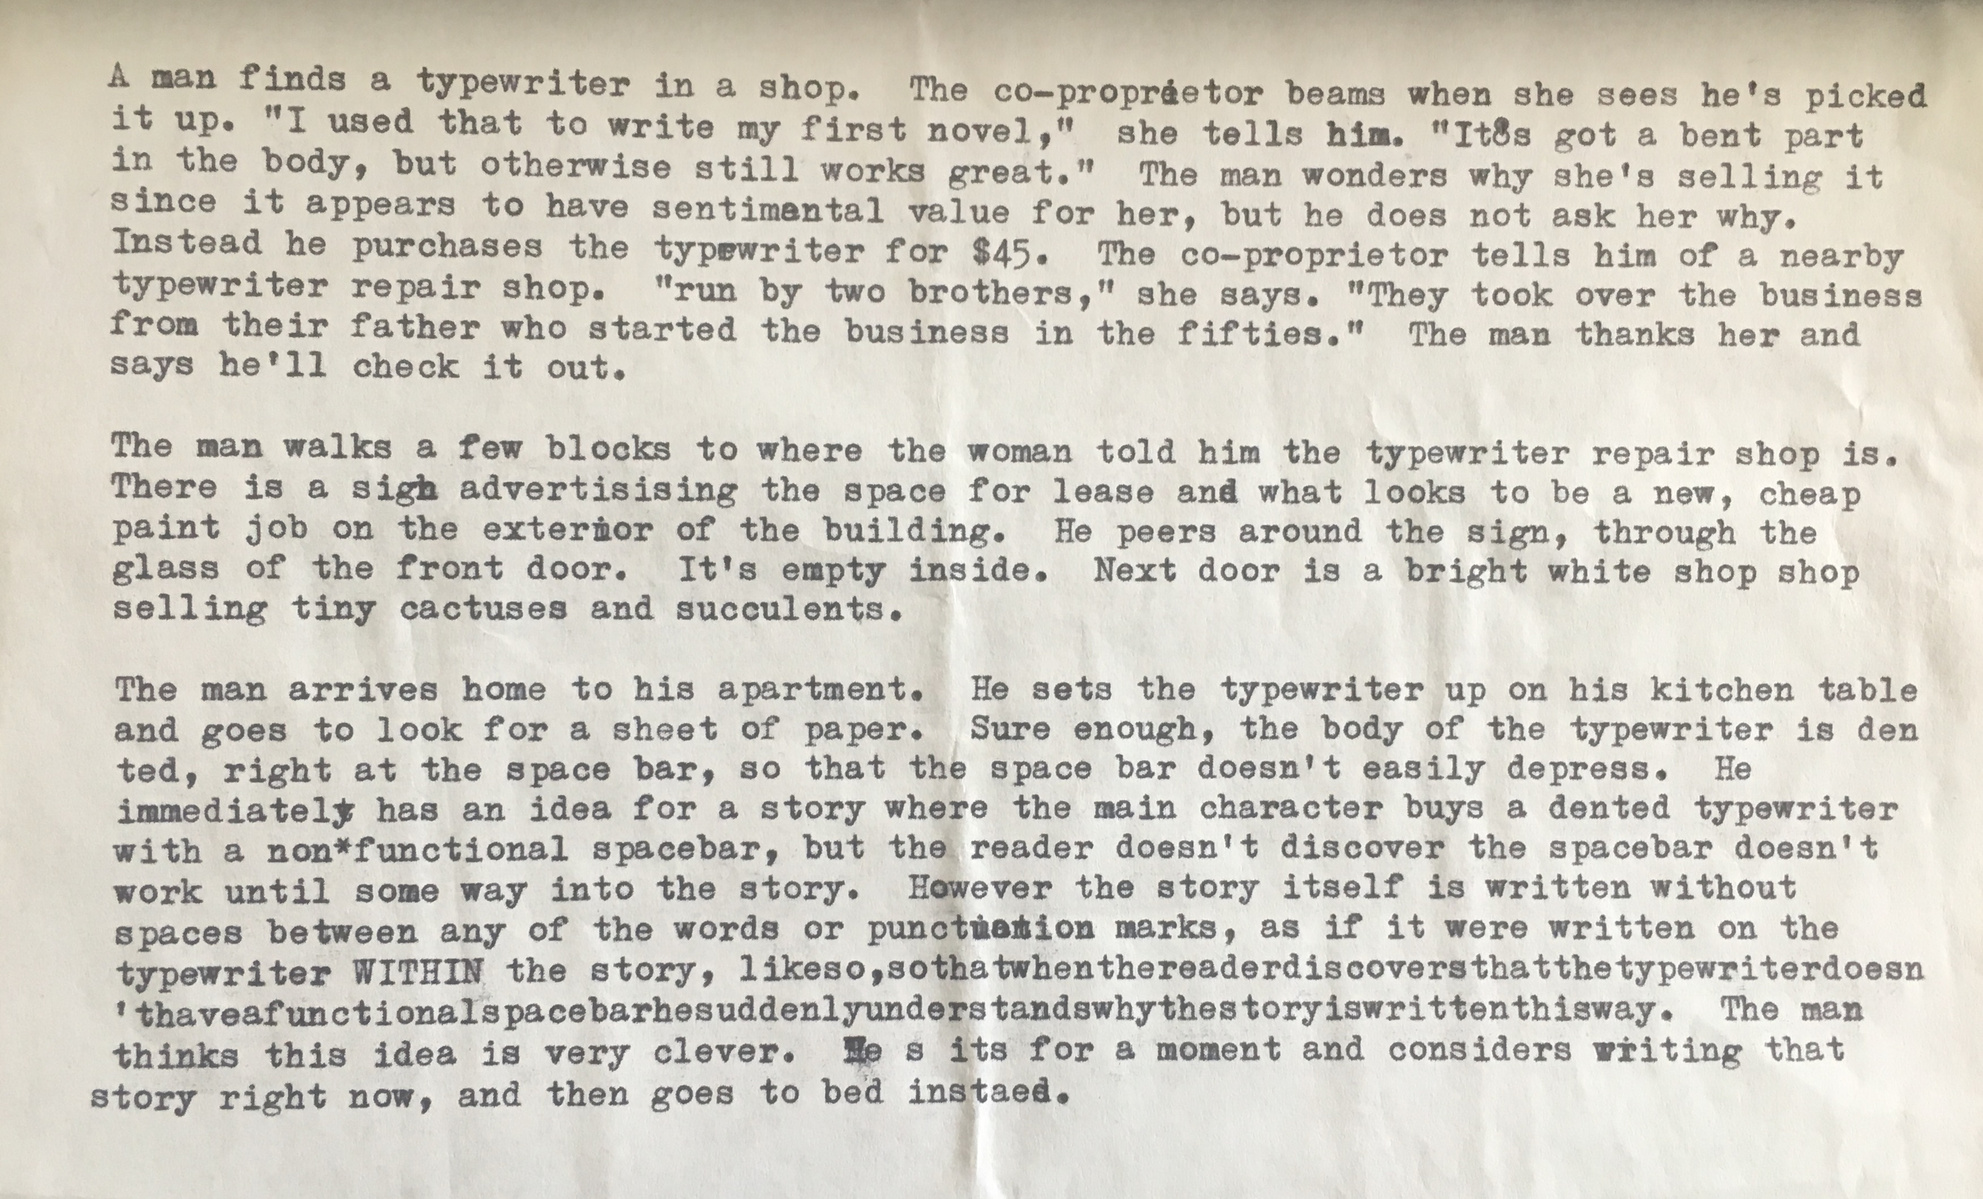 A man finds a typewriter in a shop.  The co-proprietor beams when she sees he's picked
it up. "I used that to write my first novel,"  she tells him. "It8s got a bent part
in the body, but otherwise still works great."  The man wonders why she's selling it
since it appears to have sentimental value for her, but he does not ask her why.
Instead he purchases the typewriter for $45.  The co-proprietor tells him of a nearby
typewriter repair shop.  "run by two brothers," she says. "They took over the business
from their father who started the business in the fifties."  The man thanks her and
says he'll check it out.

The man walks a few blocks to where the woman told him the typewriter repair shop is.
There is a sign advertisising the space for lease and what looks to be a new, cheap
paint job on the exterior of the building.  He peers around the sign, through the
glass of the front door.  It's empty inside.  Next door is a bright white shop shop
selling tiny cactuses and succulents.

The man arrives home to his apartment.  He sets the typewriter up on his kitchen table
and goes to look for a sheet of paper.  Sure enough, the body of the typewriter is den
ted, right at the space bar, so that the space bar doesn't easily depress.  He
immediately has an idea for a story where the main character buys a dented typewriter
with a non*functional spacebar, but the reader doesn't discover the spacebar doesn't
work until some way into the story.  However the story itself is written without
spaces between any of the words or punctuation marks, as if it were written on the
typewriter WITHIN the story, likeso,sothatwhenthereaderdiscoversthatthetypewriterdoesn
'thaveafunctionalspacebarhesuddenlyunderstandswhythestoryiswrittenthisway.  The man
thinks this idea is very clever.  He s its for a moment and considers writing that
story right now, and then goes to bed instaed.